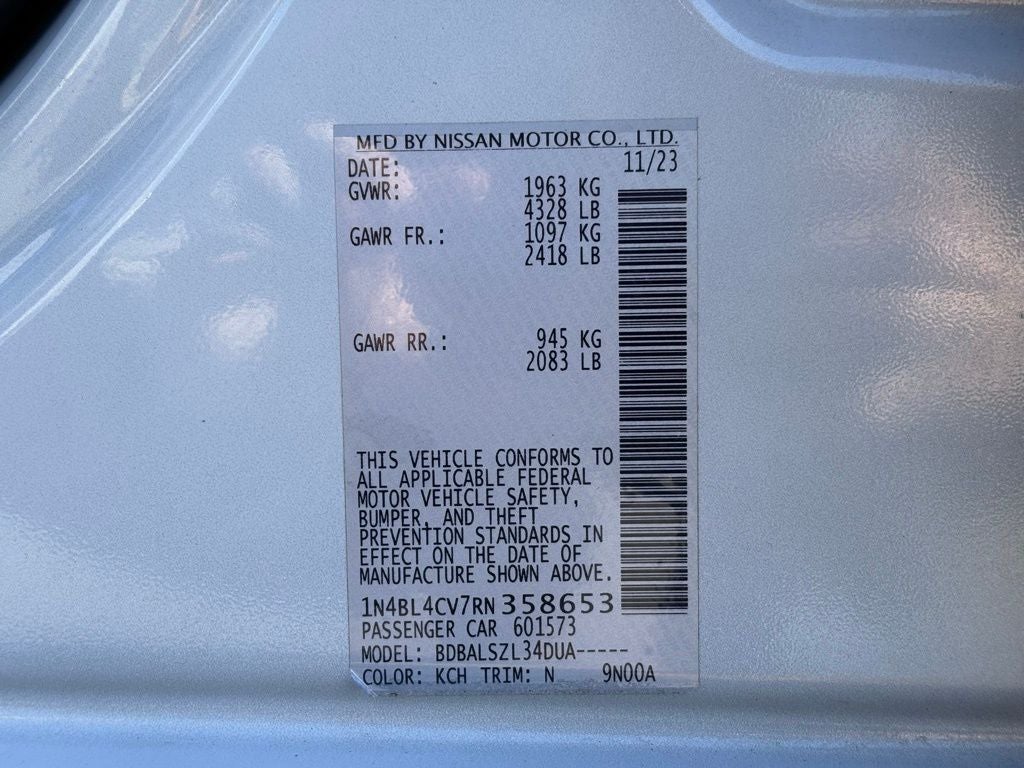 MFD BY NISSAN MOTOR CO., LTD.
DATE: 11/23
GVWR: 1963 KG
4328 LB
GAWR FR.: 1097 KG
2418 LB
GAWR RR.: 945 KG
2083 LB
THIS VEHICLE CONFORMS TO
ALL APPLICABLE FEDERAL
MOTOR VEHICLE SAFETY,
BUMPER, AND THEFT
PREVENTION STANDARDS IN
EFFECT ON THE DATE OF
MANUFACTURE SHOWN ABOVE.
1N4BL4CV7RN358653
PASSENGER CAR 601573
MODEL: BDBALSZL34DUA-----
COLOR: KCH TRIM: N 9N00A